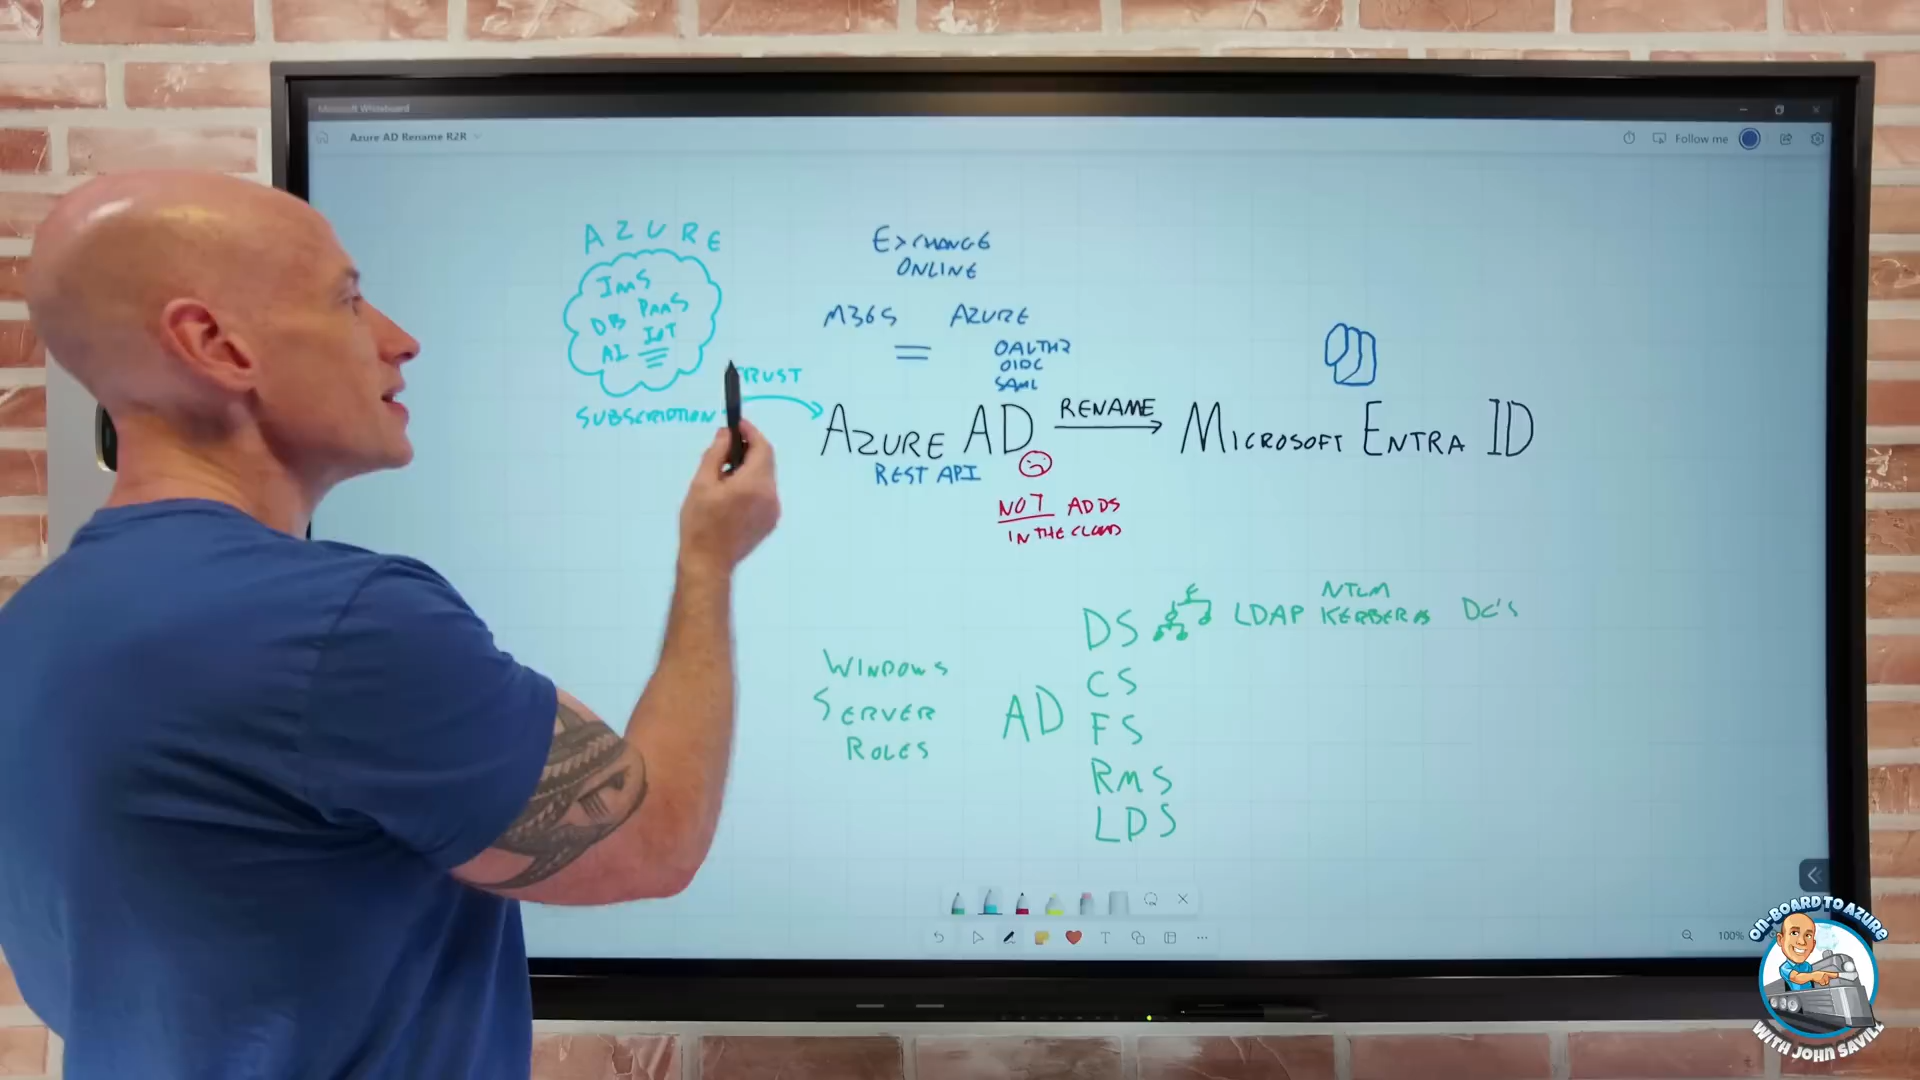 Microsoft Whiteboard
Azure AD Rename R2R
Follow me
AZURE
IaaS
DB PaaS
AI IoT
SUBSCRIPTION
TRUST
EXCHANGE
ONLINE
M365 AZURE
=
OAUTH2
OIDC
SAML
AZURE AD
RENAME
MICROSOFT ENTRA ID
REST API
NOT ADDS
IN THE CLOUD
WINDOWS
SERVER
ROLES
AD
DS
LDAP
NTLM
KERBEROS
DC'S
CS
FS
RMS
LDS
100%
ON-BOARD TO AZURE
WITH JOHN SAVILL